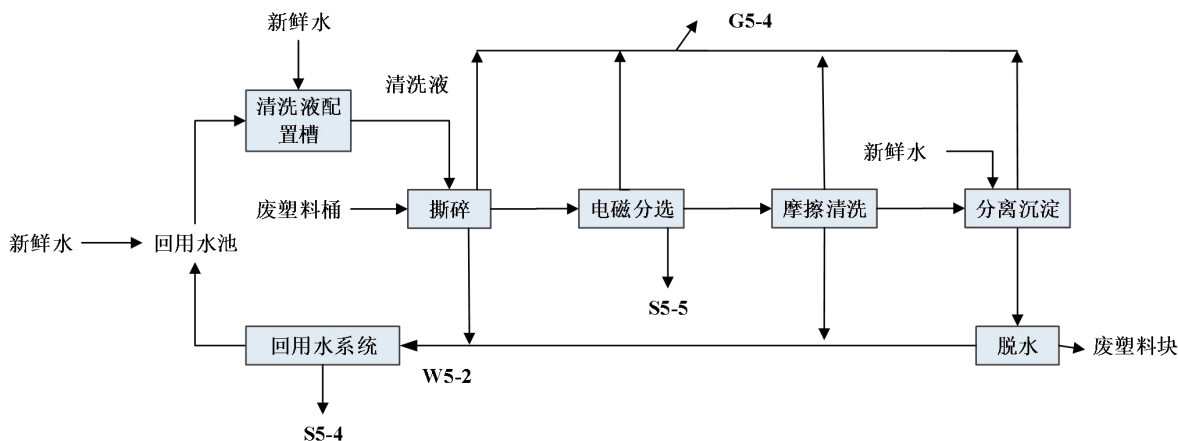 新鲜水
G5-4
清洗液
清洗液配
置槽
新鲜水
废塑料桶
撕碎
电磁分选
摩擦清洗
分离沉淀
新鲜水
回用水池
S5-5
回用水系统
脱水
废塑料块
W5-2
S5-4